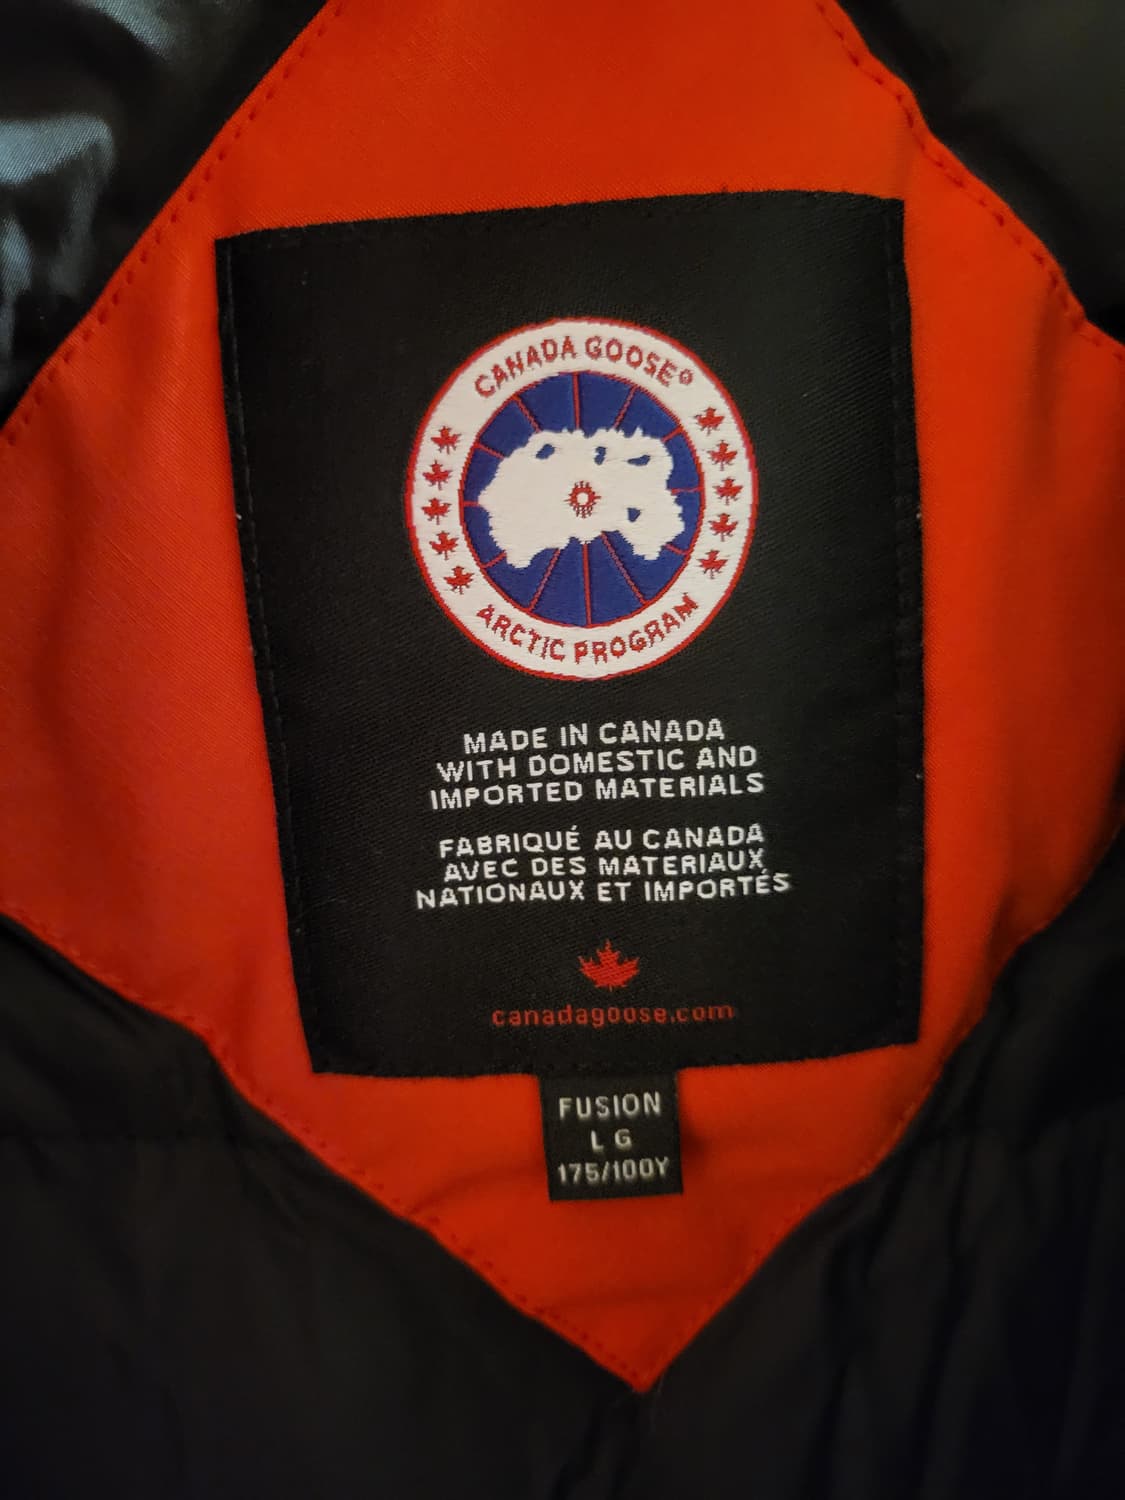 CANADA GOOSE®
ARCTIC PROGRAM
MADE IN CANADA
WITH DOMESTIC AND
IMPORTED MATERIALS
FABRIQUÉ AU CANADA
AVEC DES MATERIAUX
NATIONAUX ET IMPORTÉS
canadagoose.com
FUSION
LG
175/100Y